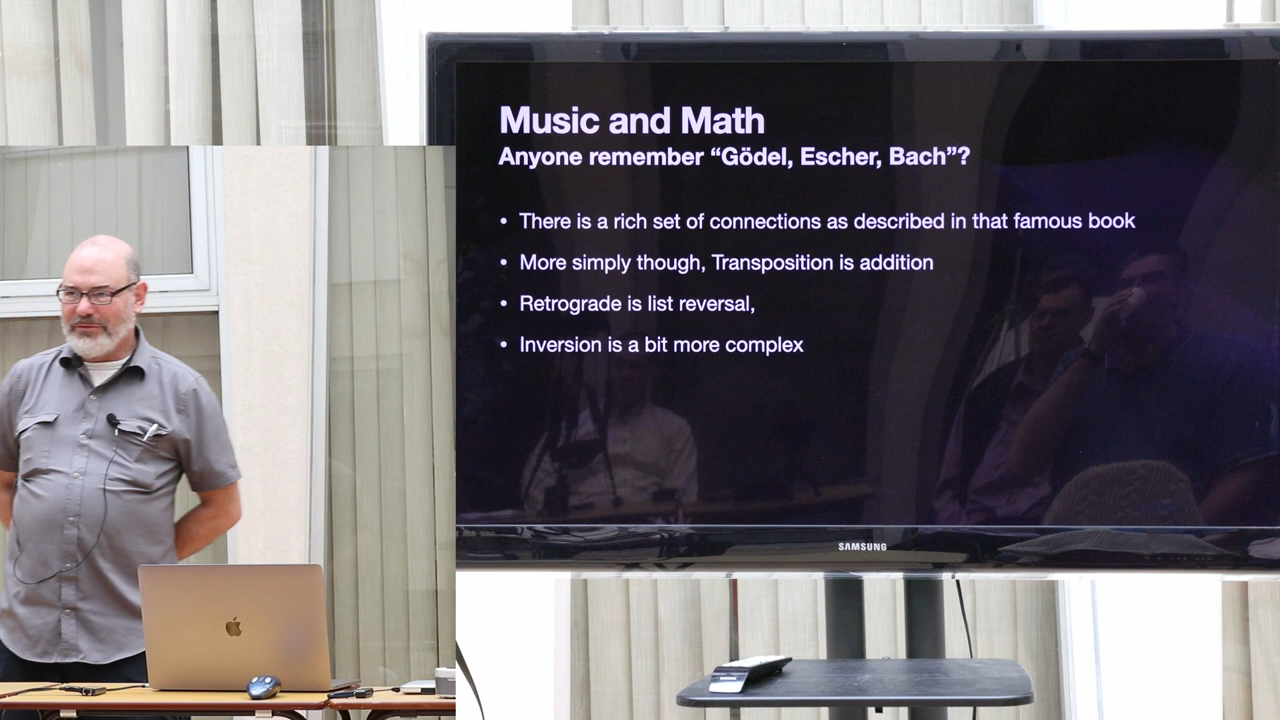 Music and Math
Anyone remember “Gödel, Escher, Bach”?
• There is a rich set of connections as described in that famous book
• More simply though, Transposition is addition
• Retrograde is list reversal,
• Inversion is a bit more complex
SAMSUNG